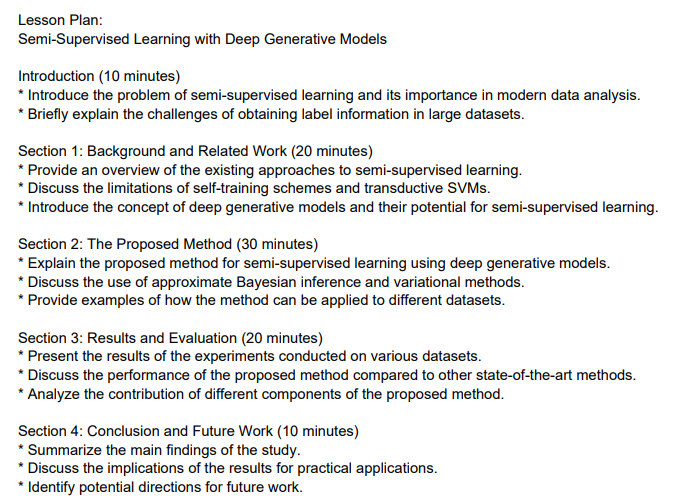 Lesson Plan:
Semi-Supervised Learning with Deep Generative Models
Introduction (10 minutes)
* Introduce the problem of semi-supervised learning and its importance in modern data analysis.
* Briefly explain the challenges of obtaining label information in large datasets.
Section 1: Background and Related Work (20 minutes)
* Provide an overview of the existing approaches to semi-supervised learning.
* Discuss the limitations of self-training schemes and transductive SVMs.
* Introduce the concept of deep generative models and their potential for semi-supervised learning.
Section 2: The Proposed Method (30 minutes)
* Explain the proposed method for semi-supervised learning using deep generative models.
* Discuss the use of approximate Bayesian inference and variational methods.
* Provide examples of how the method can be applied to different datasets.
Section 3: Results and Evaluation (20 minutes)
* Present the results of the experiments conducted on various datasets.
* Discuss the performance of the proposed method compared to other state-of-the-art methods.
* Analyze the contribution of different components of the proposed method.
Section 4: Conclusion and Future Work (10 minutes)
* Summarize the main findings of the study.
* Discuss the implications of the results for practical applications.
* Identify potential directions for future work.